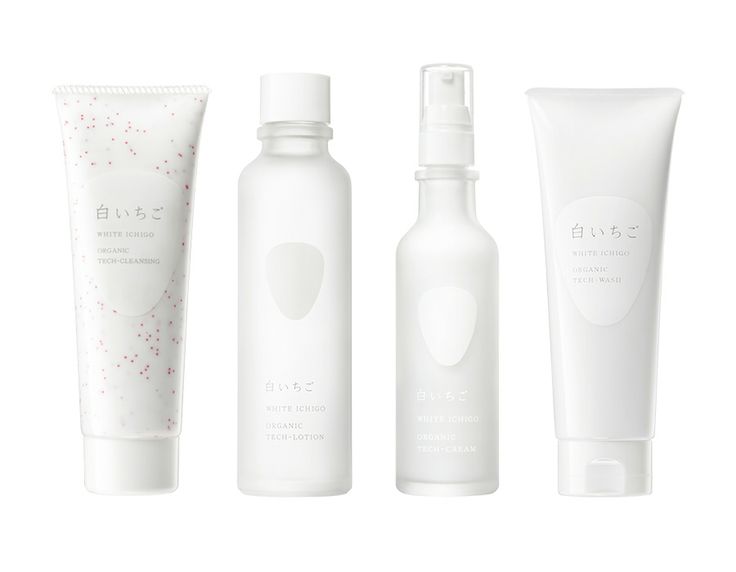 白いちご
WHITE ICHIGO
ORGANIC
TECH-CLEANSING
白いちご
WHITE ICHIGO
ORGANIC
TECH-LOTION
白いちご
WHITE ICHIGO
ORGANIC
TECH-CREAM
白いちご
WHITE ICHIGO
ORGANIC
TECH-WASH